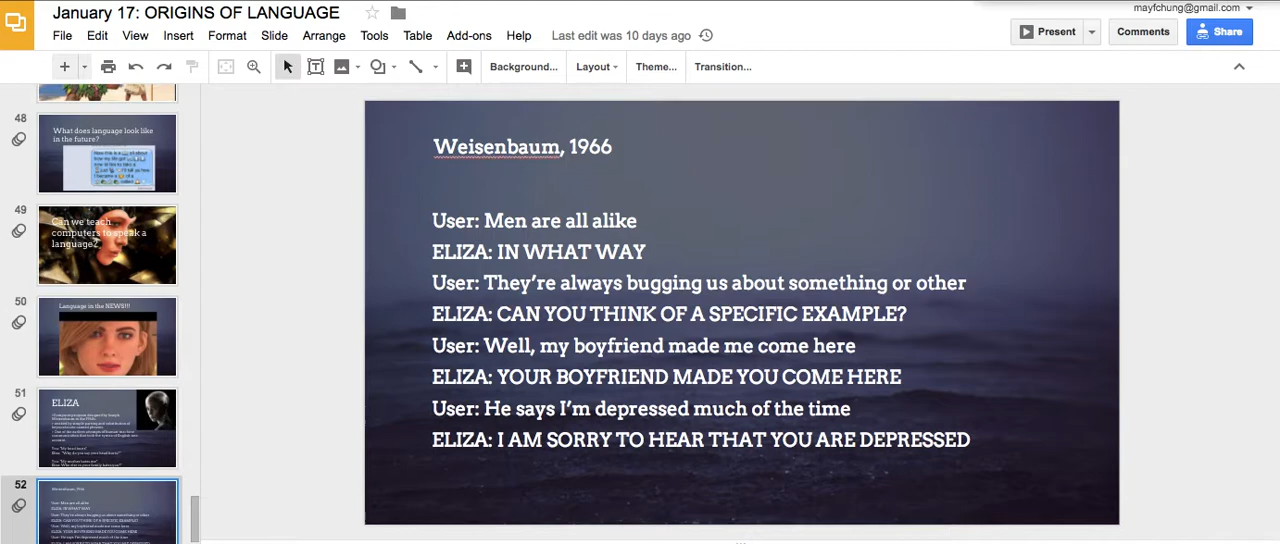 January 17: ORIGINS OF LANGUAGE
mayfchung@gmail.com
File Edit View Insert Format Slide Arrange Tools Table Add-ons Help Last edit was 10 days ago
Present Comments Share
Background... Layout Theme... Transition...
48
What does language look like
in the future?
49
Can we teach
computers to speak a
language?
50
Language in the NEWS!!!
51
ELIZA
52
Weisenbaum, 1966
User: Men are all alike
ELIZA: IN WHAT WAY
User: They're always bugging us about something or other
ELIZA: CAN YOU THINK OF A SPECIFIC EXAMPLE?
User: Well, my boyfriend made me come here
ELIZA: YOUR BOYFRIEND MADE YOU COME HERE
User: He seys I'm depressed much of the time
ELIZA: I AM SORRY TO HEAR THAT YOU ARE DEPRESSED